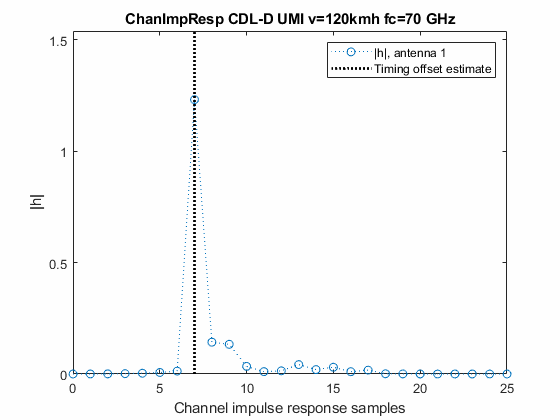 ChanImpResp CDL-D UMI v=120kmh fc=70 GHz
|h|, antenna 1
Timing offset estimate
1.5
1
0.5
0
|h|
0 5 10 15 20 25
Channel impulse response samples